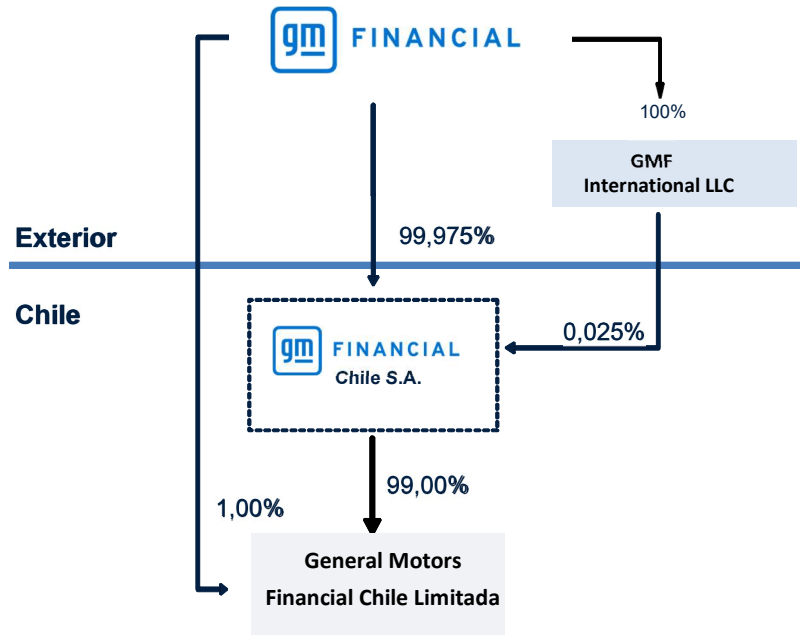 gm FINANCIAL
100%
GMF
International LLC
99,975%
Exterior
Chile
0,025%
gm FINANCIAL
Chile S.A.
99,00%
1,00%
General Motors
Financial Chile Limitada